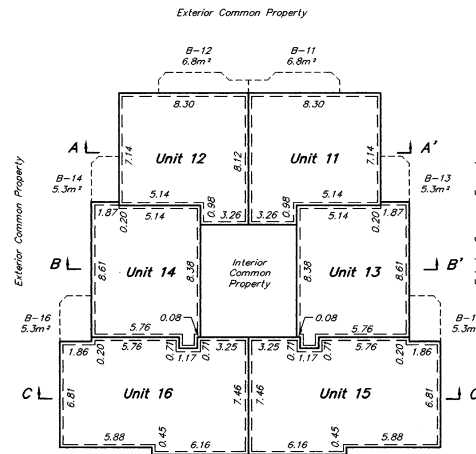 Exterior Common Property
B-12
6.8m²
B-11
6.8m²
8.30
8.30
A
A'
7.14
Unit 12
8.12
Unit 11
7.14
B-14
5.3m²
B-13
5.3m²
Exterior Common Property
5.14
0.98
3.26
3.26
0.98
5.14
1.87
0.20
5.14
5.14
0.20
1.87
B
8.61
Unit 14
8.38
Interior
Common
Property
8.38
Unit 13
8.61
B'
B-16
5.3m²
0.08
0.08
5.76
5.76
1.86
0.20
5.76
0.71
1.17
0.71
3.25
3.25
0.71
1.17
0.71
5.76
0.20
1.86
C
6.81
Unit 16
7.46
7.46
Unit 15
6.81
5.88
0.45
6.16
6.16
0.45
5.88